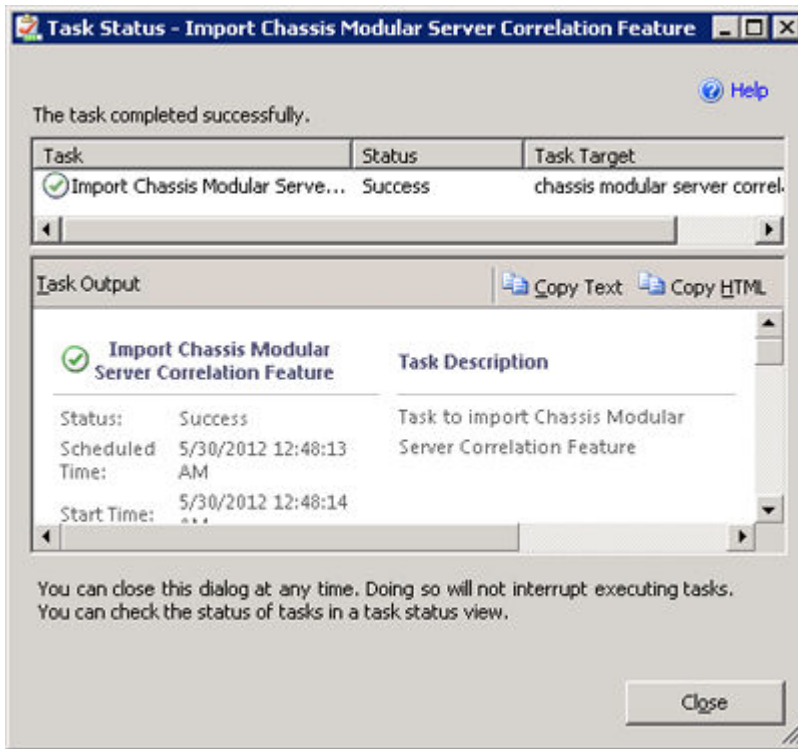 Task Status - Import Chassis Modular Server Correlation Feature
Help
The task completed successfully.
Task Status Task Target
Import Chassis Modular Serve... Success chassis modular server correl
Task Output Copy Text Copy HTML
Import Chassis Modular
Server Correlation Feature
Task Description
Status: Success
Scheduled Time: 5/30/2012 12:48:13 AM
Start Time: 5/30/2012 12:48:14
Task to import Chassis Modular
Server Correlation Feature
You can close this dialog at any time. Doing so will not interrupt executing tasks.
You can check the status of tasks in a task status view.
Close